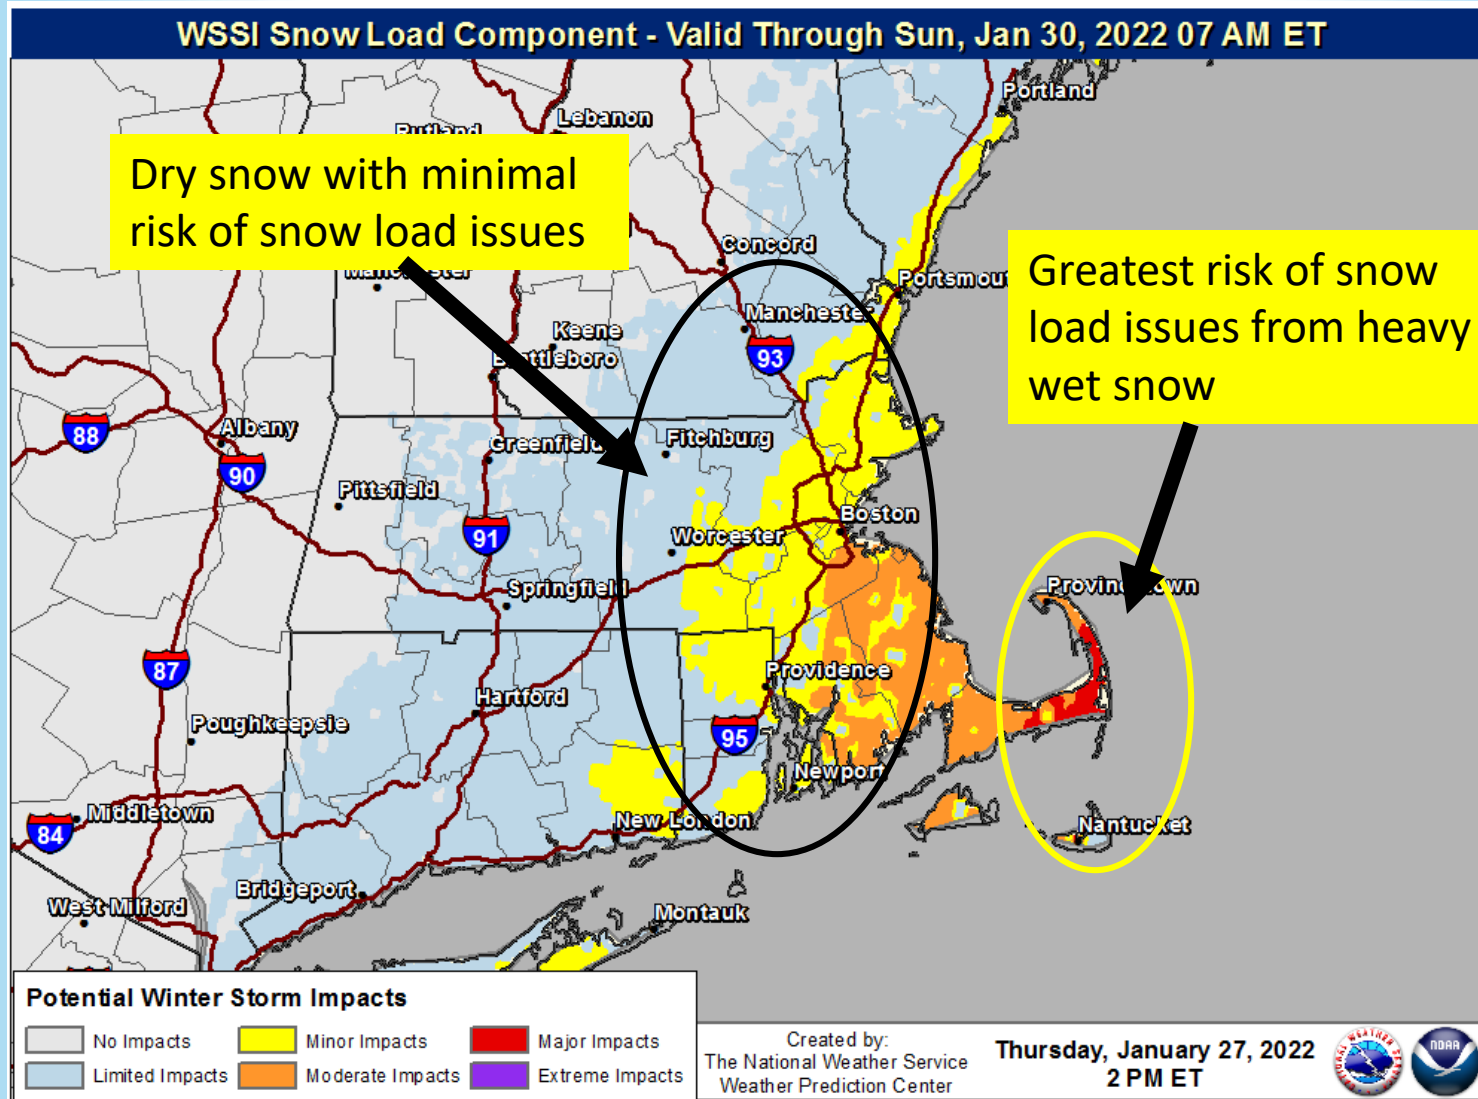 WSSI Snow Load Component - Valid Through Sun, Jan 30, 2022 07 AM ET
Portland
Lebanon
Rutland
Dry snow with minimal
risk of snow load issues
Concord
Manchester
Portsmou
Greatest risk of snow
load issues from heavy
wet snow
Manchester
Keene
93
Brattleboro
88
Albany
Greenfield
Fitchburg
90
Pittsfield
Boston
91
Worcester
Springfield
Provincetown
87
Providence
Hartford
Poughkeepsie
95
Newport
Middletown
84
New London
Nantucket
Bridgeport
West Milford
Montauk
Potential Winter Storm Impacts
No Impacts
Minor Impacts
Major Impacts
Limited Impacts
Moderate Impacts
Extreme Impacts
Created by:
The National Weather Service
Weather Prediction Center
Thursday, January 27, 2022
2 PM ET
NOAA